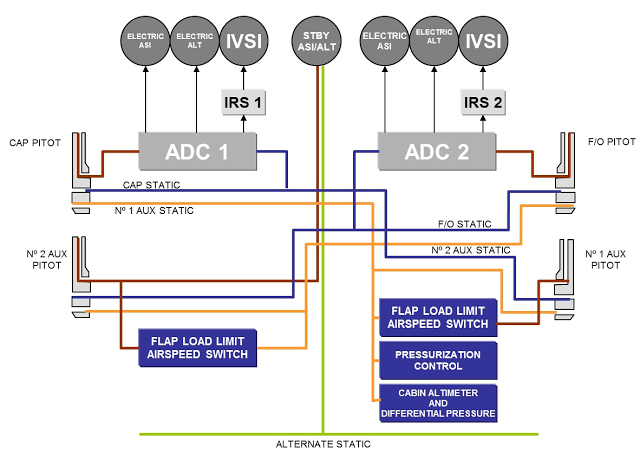 ELECTRIC
ASI
ELECTRIC
ALT
IVSI
STBY
ASI/ALT
ELECTRIC
ASI
ELECTRIC
ALT
IVSI
IRS 1
IRS 2
CAP PITOT
ADC 1
ADC 2
F/O PITOT
CAP STATIC
Nº 1 AUX STATIC
F/O STATIC
Nº 2 AUX
PITOT
Nº 2 AUX STATIC
Nº 1 AUX
PITOT
FLAP LOAD LIMIT
AIRSPEED SWITCH
FLAP LOAD LIMIT
AIRSPEED SWITCH
PRESSURIZATION
CONTROL
CABIN ALTIMETER
AND
DIFFERENTIAL PRESSURE
ALTERNATE STATIC